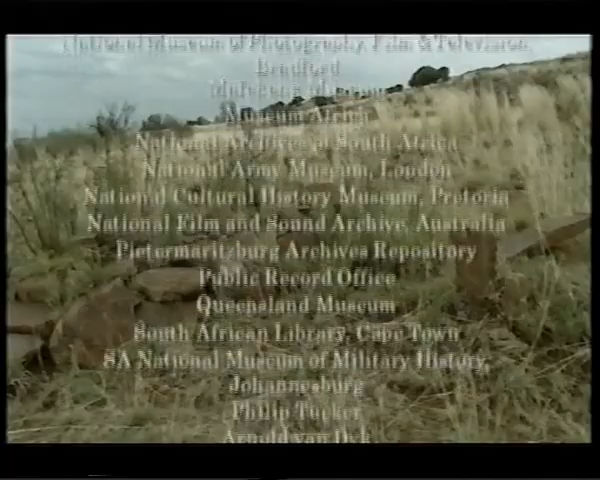 National Museum of Photography, Film & Television,
Bradford
Museum Africa
National Archives of South Africa
National Army Museum, London
National Cultural History Museum, Pretoria
National Film and Sound Archive, Australia
Pietermaritzburg Archives Repository
Public Record Office
Queensland Museum
South African Library, Cape Town
SA National Museum of Military History,
Johannesburg
Philip Tucker
Arnold van Dyk